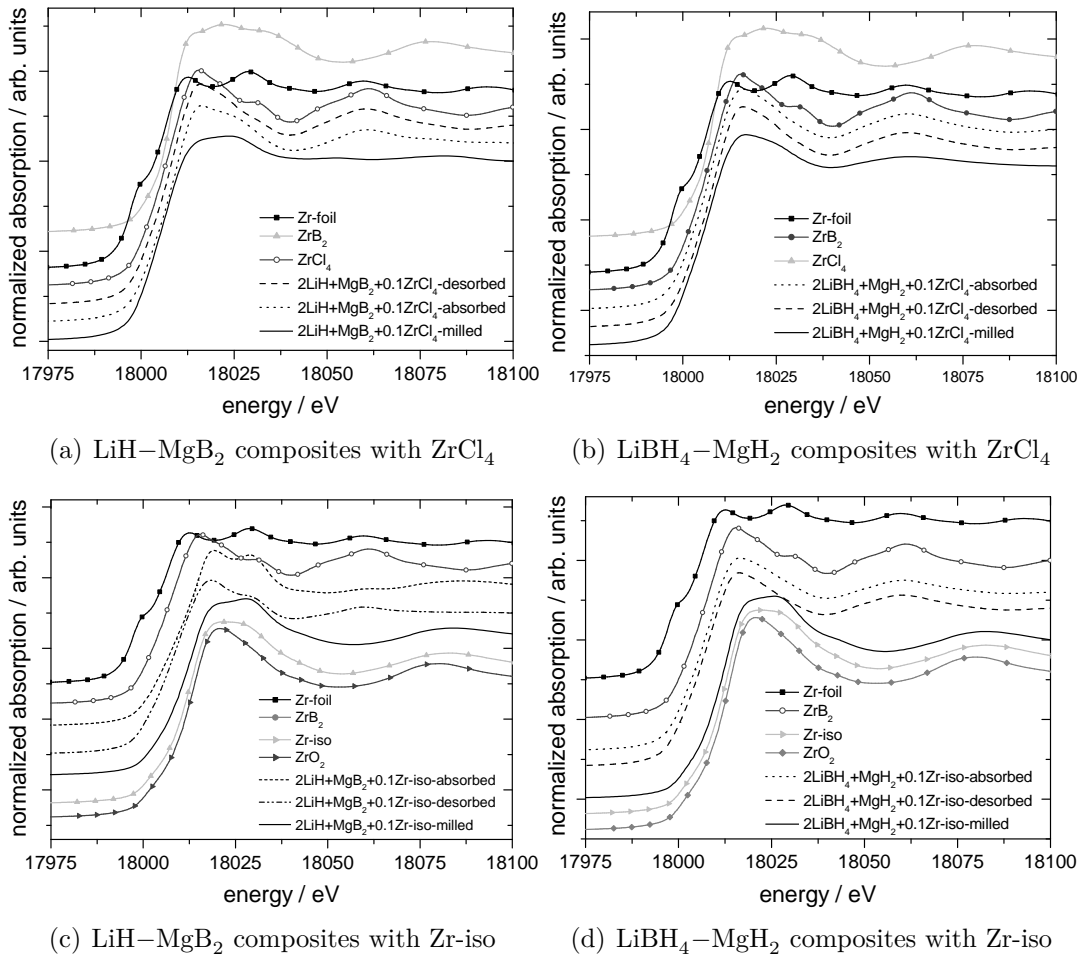 normalized absorption / arb. units
Zr-foil
ZrB₂
ZrCl₄
2LiH+MgB₂+0.1ZrCl₄-desorbed
2LiH+MgB₂+0.1ZrCl₄-absorbed
2LiH+MgB₂+0.1ZrCl₄-milled
17975 18000 18025 18050 18075 18100
energy / eV
(a) LiH−MgB₂ composites with ZrCl₄
normalized absorption / arb. units
Zr-foil
ZrB₂
ZrCl₄
2LiBH₄+MgH₂+0.1ZrCl₄-absorbed
2LiBH₄+MgH₂+0.1ZrCl₄-desorbed
2LiBH₄+MgH₂+0.1ZrCl₄-milled
17975 18000 18025 18050 18075 18100
energy / eV
(b) LiBH₄−MgH₂ composites with ZrCl₄
normalized absorption / arb. units
Zr-foil
ZrB₂
Zr-iso
ZrO₂
2LiH+MgB₂+0.1Zr-iso-absorbed
2LiH+MgB₂+0.1Zr-iso-desorbed
2LiH+MgB₂+0.1Zr-iso-milled
17975 18000 18025 18050 18075 18100
energy / eV
(c) LiH−MgB₂ composites with Zr-iso
normalized absorption / arb. units
Zr-foil
ZrB₂
Zr-iso
ZrO₂
2LiBH₄+MgH₂+0.1Zr-iso-absorbed
2LiBH₄+MgH₂+0.1Zr-iso-desorbed
2LiBH₄+MgH₂+0.1Zr-iso-milled
17975 18000 18025 18050 18075 18100
energy / eV
(d) LiBH₄−MgH₂ composites with Zr-iso